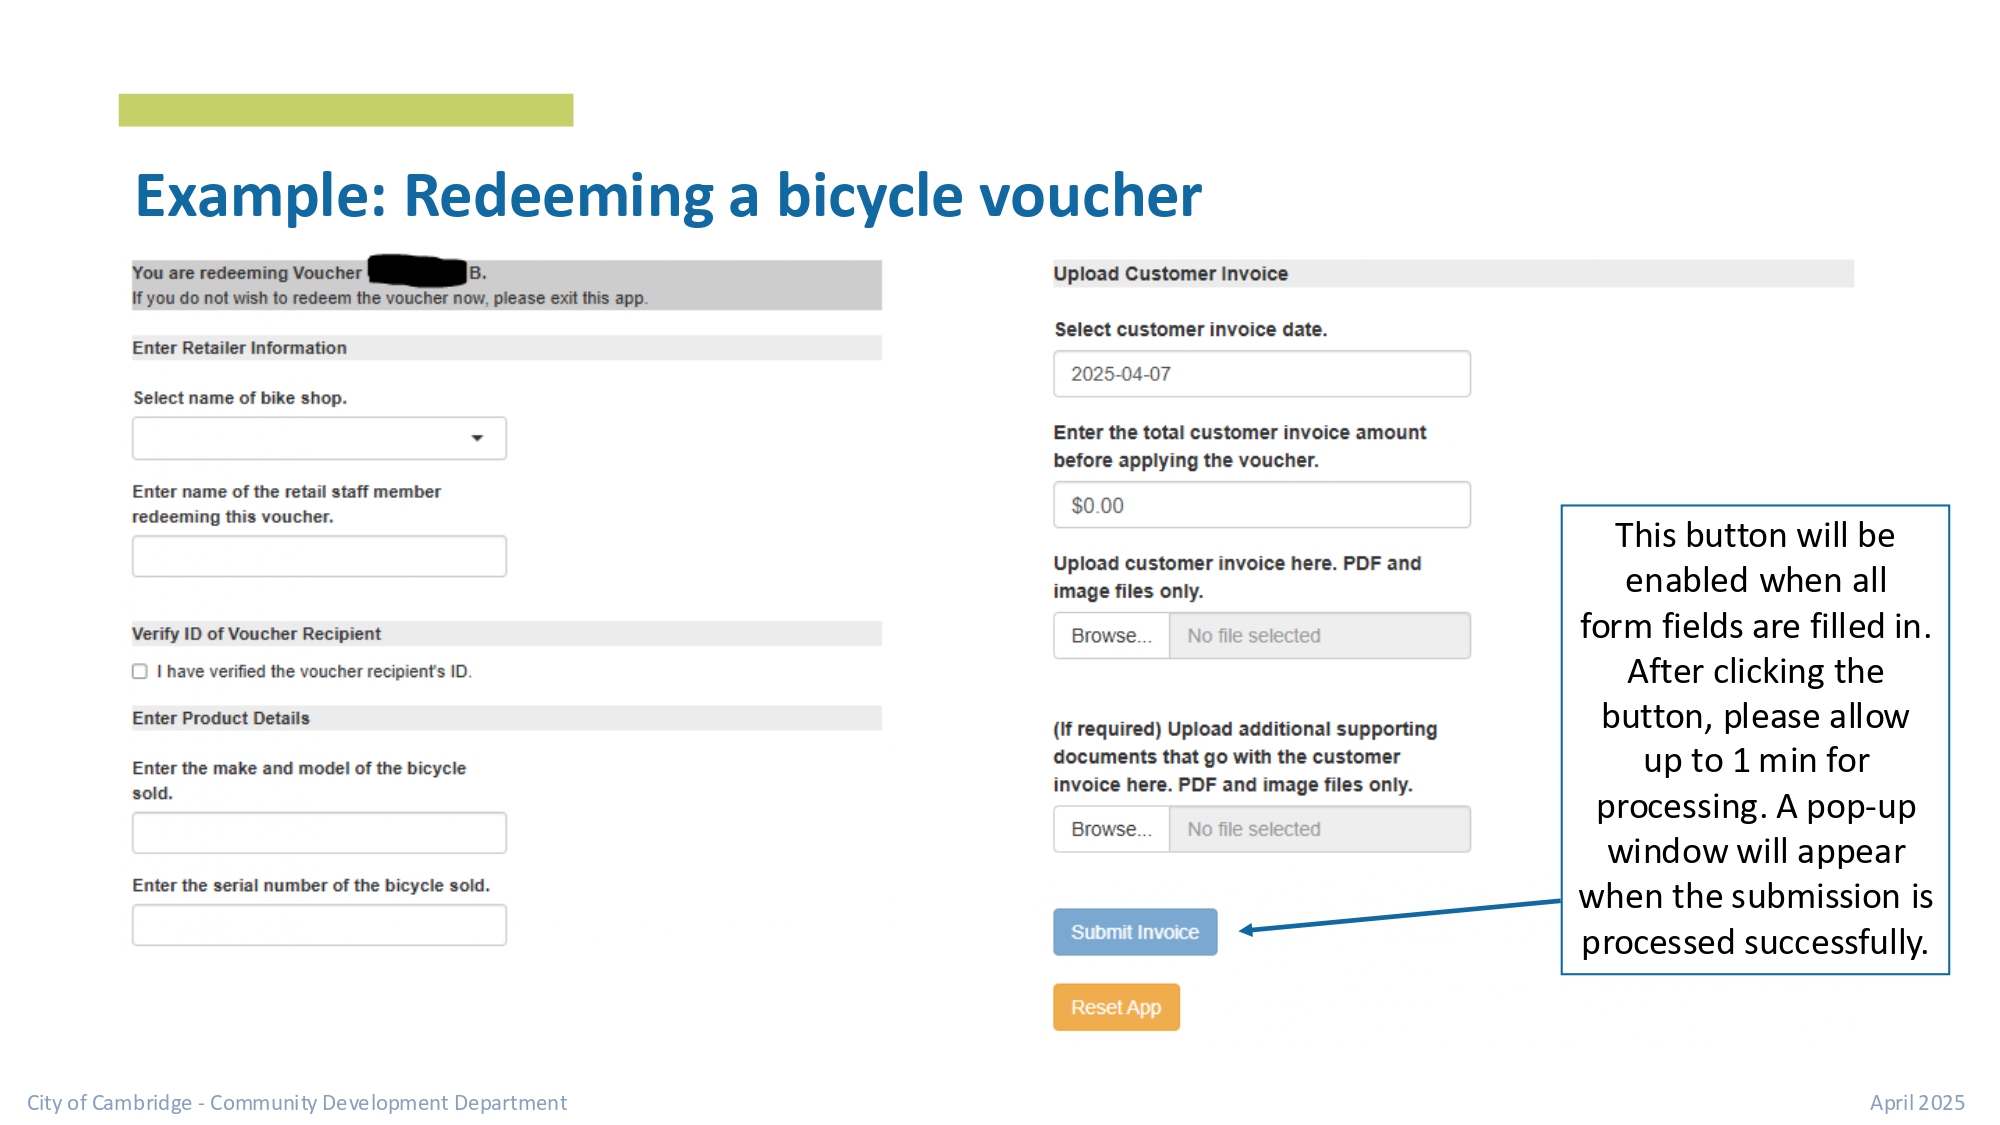 Example: Redeeming a bicycle voucher
You are redeeming Voucher B.
If you do not wish to redeem the voucher now, please exit this app.
Enter Retailer Information
Select name of bike shop.
Enter name of the retail staff member
redeeming this voucher.
Verify ID of Voucher Recipient
I have verified the voucher recipient's ID.
Enter Product Details
Enter the make and model of the bicycle
sold.
Enter the serial number of the bicycle sold.
Upload Customer Invoice
Select customer invoice date.
2025-04-07
Enter the total customer invoice amount
before applying the voucher.
$0.00
Upload customer invoice here. PDF and
image files only.
Browse... No file selected
(If required) Upload additional supporting
documents that go with the customer
invoice here. PDF and image files only.
Browse... No file selected
Submit Invoice
Reset App
This button will be
enabled when all
form fields are filled in.
After clicking the
button, please allow
up to 1 min for
processing. A pop-up
window will appear
when the submission is
processed successfully.
City of Cambridge - Community Development Department
April 2025